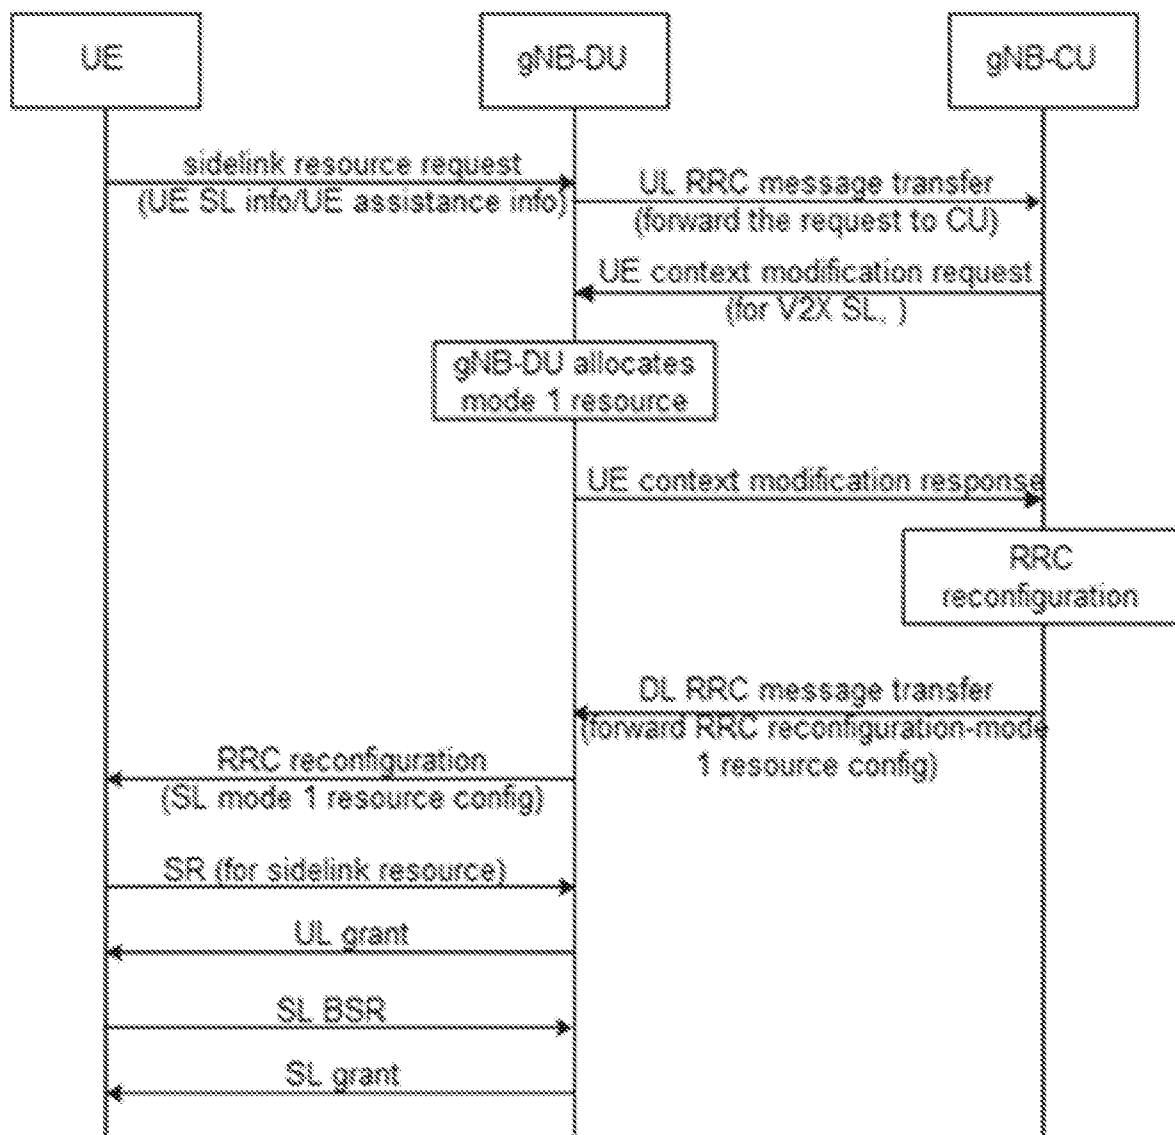 UE
gNB-DU
gNB-CU
sidelink resource request
(UE SL info/UE assistance info)
UL RRC message transfer
(forward the request to CU)
UE context modification request
(for V2X SL, )
gNB-DU allocates
mode 1 resource
UE context modification response
RRC
reconfiguration
DL RRC message transfer
(forward RRC reconfiguration-mode
1 resource config)
RRC reconfiguration
(SL mode 1 resource config)
SR (for sidelink resource)
UL grant
SL BSR
SL grant